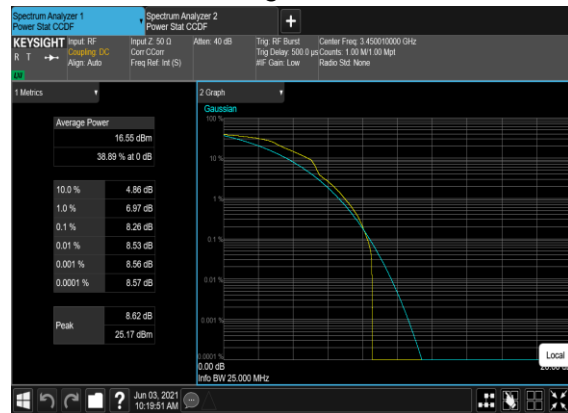 Spectrum Analyzer 1
Power Stat CCDF
Spectrum Analyzer 2
Power Stat CCDF
+
KEYSIGHT
R T
LXI
Input: RF
Coupling: DC
Align: Auto
Input Z: 50 Ω
Corr CCorr
Freq Ref: Int (S)
Atten: 40 dB
Trig: RF Burst
Trig Delay: 500.0 µs
#IF Gain: Low
Center Freq: 3.450010000 GHz
Counts: 1.00 M/1.00 Mpt
Radio Std: None
1 Metrics
Average Power
16.55 dBm
38.89 % at 0 dB
10.0 % 4.86 dB
1.0 % 6.97 dB
0.1 % 8.26 dB
0.01 % 8.53 dB
0.001 % 8.56 dB
0.0001 % 8.57 dB
Peak
8.62 dB
25.17 dBm
2 Graph
Gaussian
100 %
10 %
1 %
0.1 %
0.01 %
0.001 %
0.0001 %
0.00 dB
Info BW 25.000 MHz
Local
?
Jun 03, 2021
10:19:51 AM